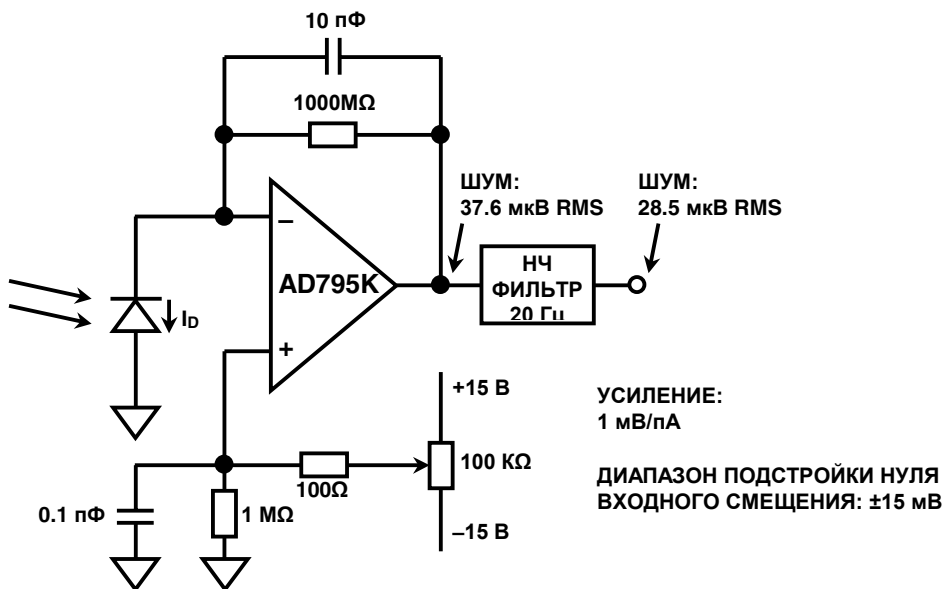 10 пФ
1000MΩ
ШУМ:
37.6 мкВ RMS
ШУМ:
28.5 мкВ RMS
–
AD795K
НЧ
ФИЛЬТР
20 Гц
I_D
+
+15 В
УСИЛЕНИЕ:
1 мВ/пА
100 KΩ
100Ω
ДИАПАЗОН ПОДСТРОЙКИ НУЛЯ
ВХОДНОГО СМЕЩЕНИЯ: ±15 мВ
0.1 пФ
1 MΩ
–15 В